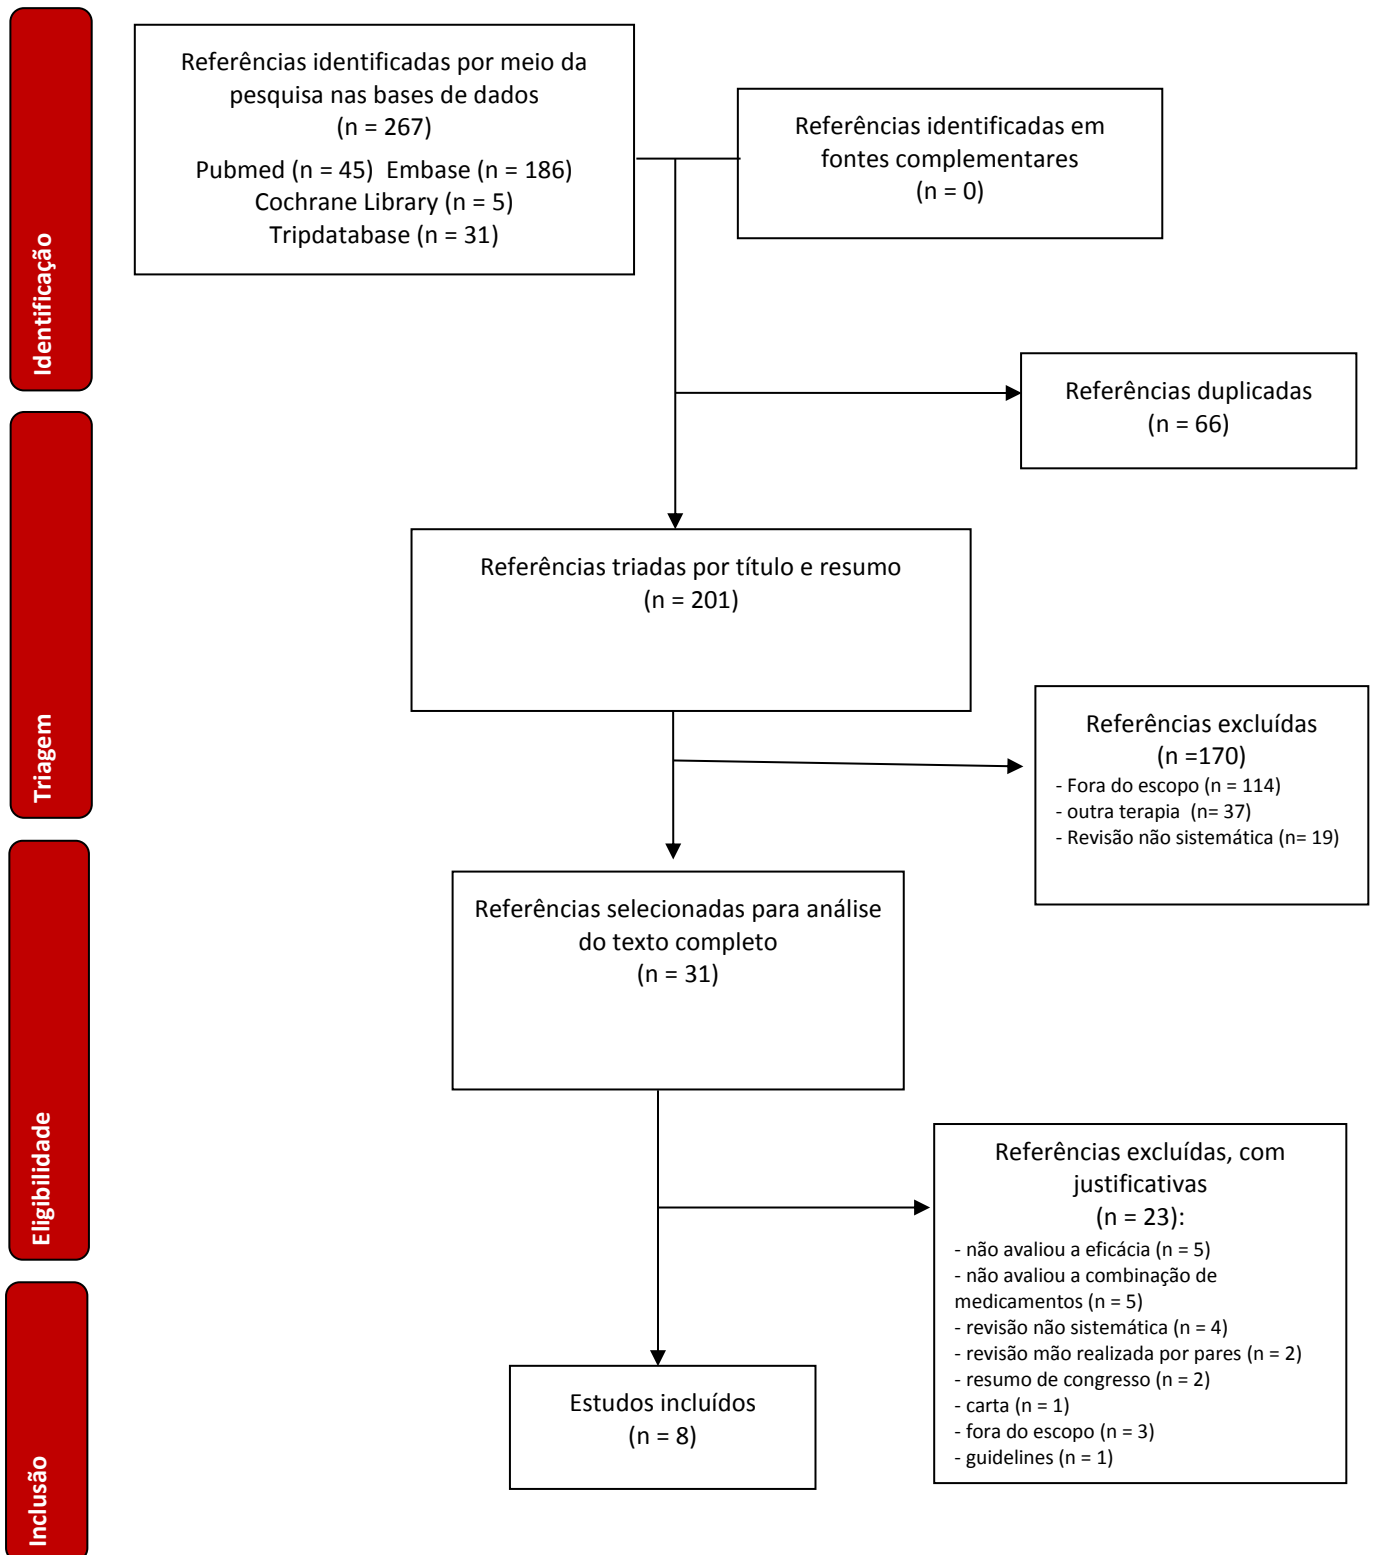 Identificação
Referências identificadas por meio da
pesquisa nas bases de dados
(n = 267)
Pubmed (n = 45)  Embase (n = 186)
Cochrane Library (n = 5)
Tripdatabase (n = 31)
Referências identificadas em
fontes complementares
(n = 0)
Referências duplicadas
(n = 66)
Triagem
Referências triadas por título e resumo
(n = 201)
Referências excluídas
(n =170)
- Fora do escopo (n = 114)
- outra terapia  (n= 37)
- Revisão não sistemática (n= 19)
Eligibilidade
Referências selecionadas para análise
do texto completo
(n = 31)
Referências excluídas, com
justificativas
(n = 23):
- não avaliou a eficácia (n = 5)
- não avaliou a combinação de
medicamentos (n = 5)
- revisão não sistemática (n = 4)
- revisão mão realizada por pares (n = 2)
- resumo de congresso (n = 2)
- carta (n = 1)
- fora do escopo (n = 3)
- guidelines (n = 1)
Inclusão
Estudos incluídos
(n = 8)